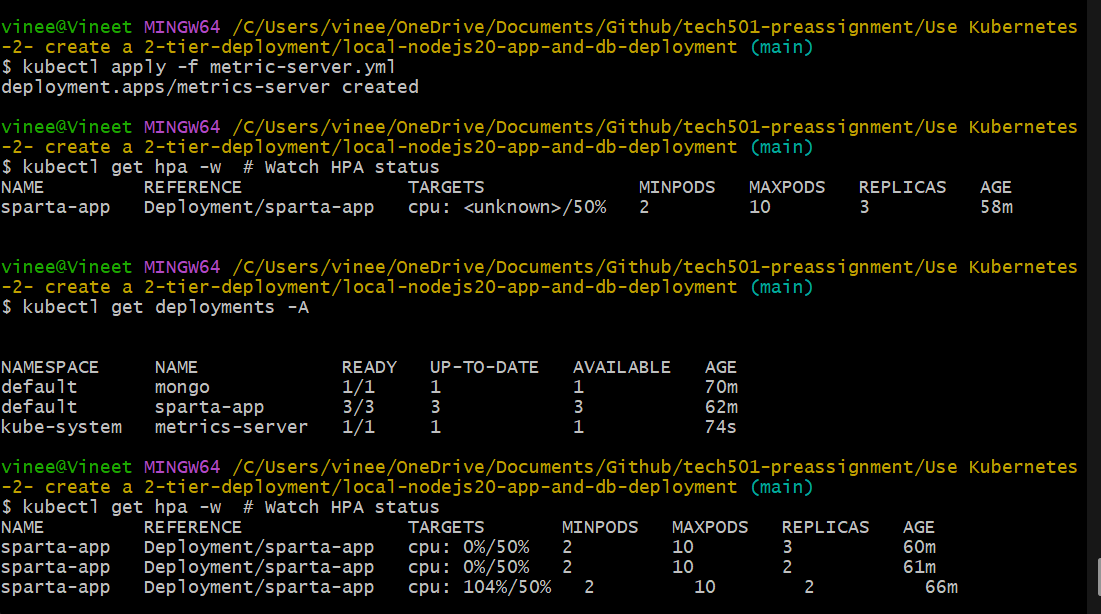 vinee@Vineet MINGW64 /C/Users/vinee/OneDrive/Documents/Github/tech501-preassignment/Use Kubernetes
-2- create a 2-tier-deployment/local-nodejs20-app-and-db-deployment (main)
$ kubectl apply -f metric-server.yml
deployment.apps/metrics-server created
vinee@Vineet MINGW64 /C/Users/vinee/OneDrive/Documents/Github/tech501-preassignment/Use Kubernetes
-2- create a 2-tier-deployment/local-nodejs20-app-and-db-deployment (main)
$ kubectl get hpa -w  # Watch HPA status
NAME         REFERENCE               TARGETS              MINPODS   MAXPODS   REPLICAS   AGE
sparta-app   Deployment/sparta-app   cpu: <unknown>/50%   2         10        3          58m
vinee@Vineet MINGW64 /C/Users/vinee/OneDrive/Documents/Github/tech501-preassignment/Use Kubernetes
-2- create a 2-tier-deployment/local-nodejs20-app-and-db-deployment (main)
$ kubectl get deployments -A
NAMESPACE     NAME             READY   UP-TO-DATE   AVAILABLE   AGE
default       mongo            1/1     1            1           70m
default       sparta-app       3/3     3            3           62m
kube-system   metrics-server   1/1     1            1           74s
vinee@Vineet MINGW64 /C/Users/vinee/OneDrive/Documents/Github/tech501-preassignment/Use Kubernetes
-2- create a 2-tier-deployment/local-nodejs20-app-and-db-deployment (main)
$ kubectl get hpa -w  # Watch HPA status
NAME         REFERENCE               TARGETS       MINPODS   MAXPODS   REPLICAS   AGE
sparta-app   Deployment/sparta-app   cpu: 0%/50%   2         10        3          60m
sparta-app   Deployment/sparta-app   cpu: 0%/50%   2         10        2          61m
sparta-app   Deployment/sparta-app   cpu: 104%/50%   2         10        2          66m